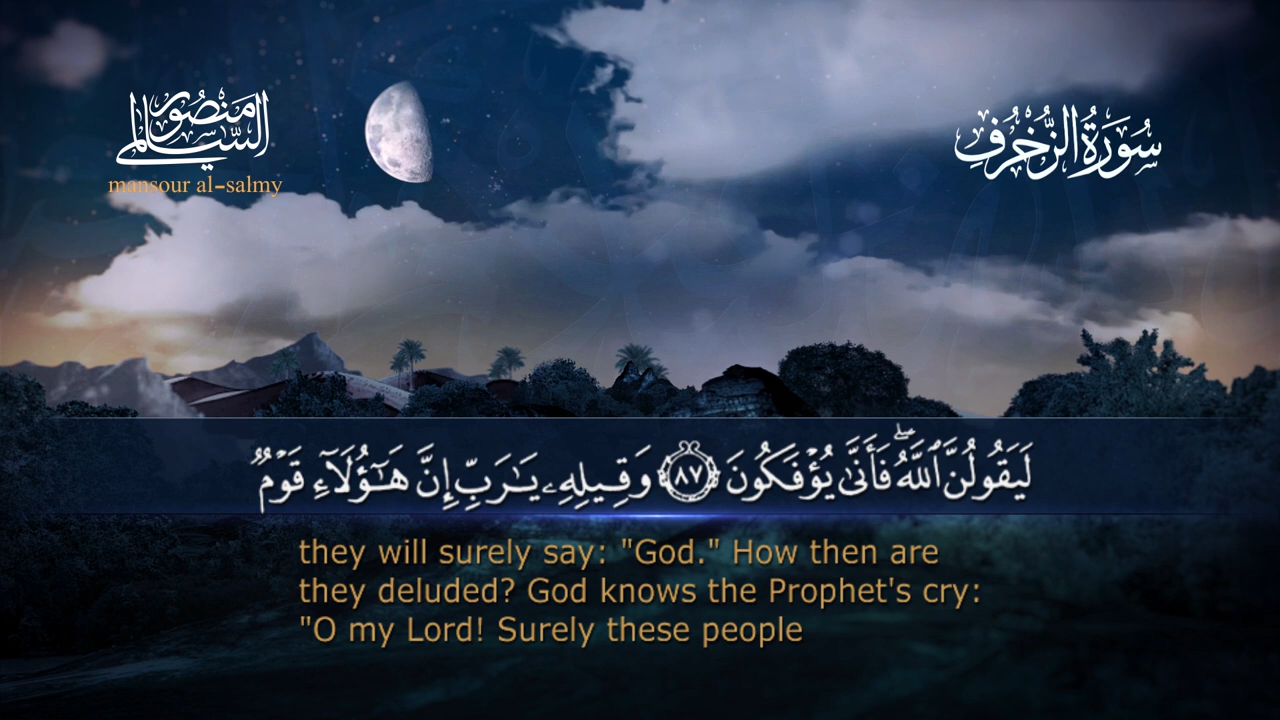 منصور
السالمي
mansour al-salmy
سُورَةُ الزُّخْرُفِ
لَيَقُولُنَّ ٱللَّهُۖ فَأَنَّىٰ يُؤْفَكُونَ ٨٧ وَقِيلِهِۦ يَـٰرَبِّ إِنَّ هَـٰٓؤُلَآءِ قَوْمٌۭ
they will surely say: "God." How then are
they deluded? God knows the Prophet's cry:
"O my Lord! Surely these people